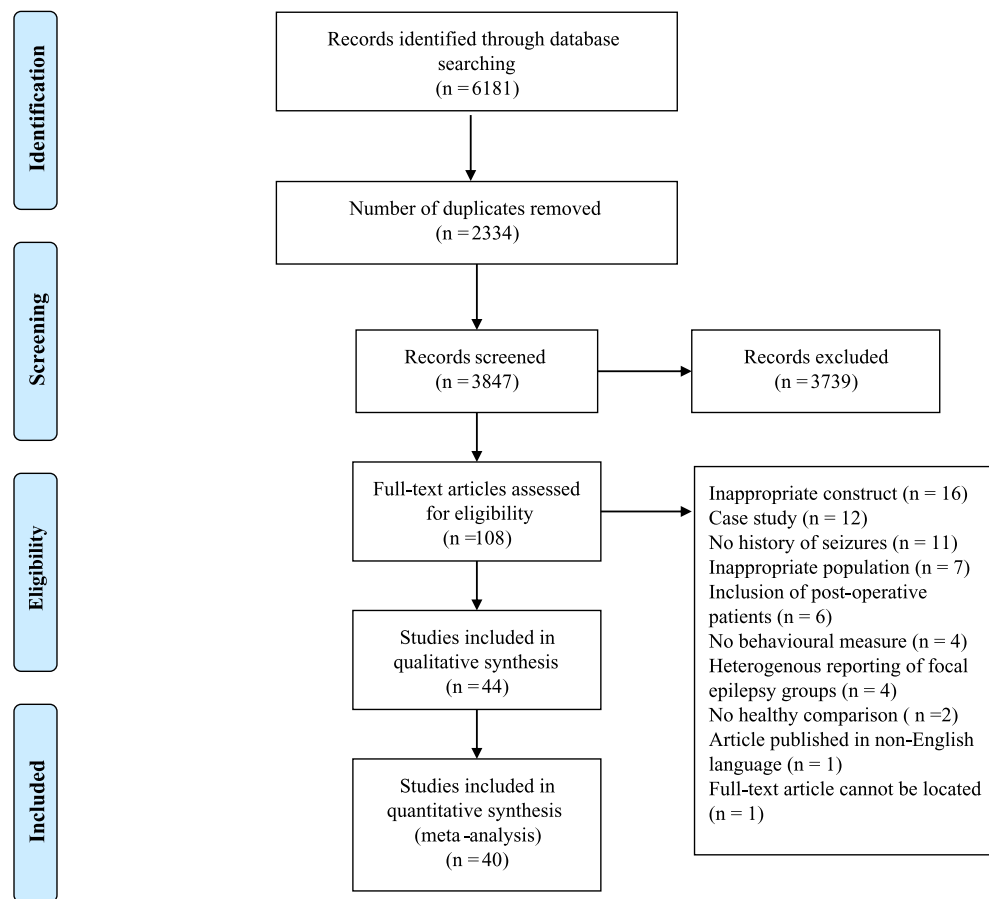 Identification
Records identified through database
searching
(n = 6181)
Number of duplicates removed
(n = 2334)
Screening
Records screened
(n = 3847)
Records excluded
(n = 3739)
Eligibility
Full-text articles assessed
for eligibility
(n =108)
Inappropriate construct (n = 16)
Case study (n = 12)
No history of seizures (n = 11)
Inappropriate population (n = 7)
Inclusion of post-operative
patients (n = 6)
No behavioural measure (n = 4)
Heterogenous reporting of focal
epilepsy groups (n = 4)
No healthy comparison ( n =2)
Article published in non-English
language (n = 1)
Full-text article cannot be located
(n = 1)
Studies included in
qualitative synthesis
(n = 44)
Included
Studies included in
quantitative synthesis
(meta-analysis)
(n = 40)